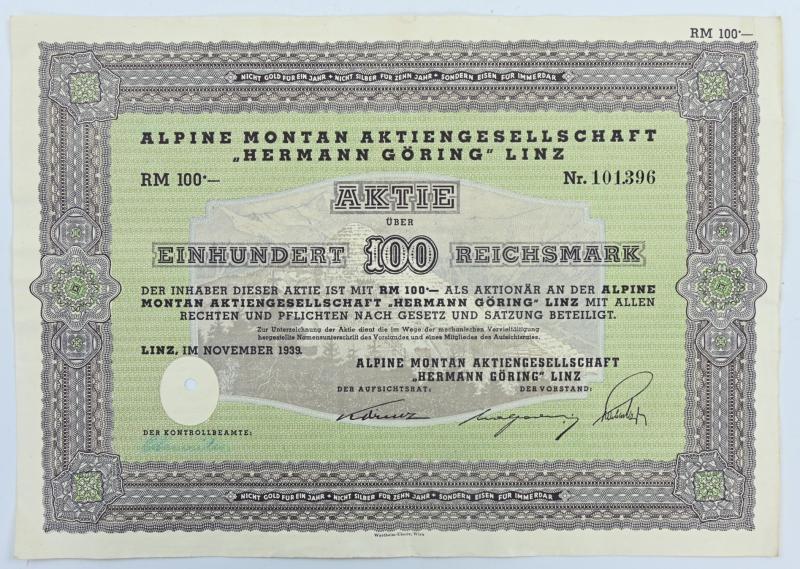 RM 100·—
NICHT GOLD FÜR EIN JAHR • NICHT SILBER FÜR ZEHN JAHR • SONDERN EISEN FÜR IMMERDAR
ALPINE MONTAN AKTIENGESELLSCHAFT
„HERMANN GÖRING" LINZ
RM 100·—
Nr. 101396
AKTIE
ÜBER
EINHUNDERT 100 REICHSMARK
DER INHABER DIESER AKTIE IST MIT RM 100·— ALS AKTIONÄR AN DER ALPINE
MONTAN AKTIENGESELLSCHAFT „HERMANN GÖRING" LINZ MIT ALLEN
RECHTEN UND PFLICHTEN NACH GESETZ UND SATZUNG BETEILIGT.
Zur Unterzeichnung der Aktie dient die im Wege der mechanischen Vervielfältigung
hergestellte Namensunterschrift des Vorstandes und eines Mitgliedes des Aufsichtsrates.
LINZ, IM NOVEMBER 1939.
ALPINE MONTAN AKTIENGESELLSCHAFT
„HERMANN GÖRING" LINZ
DER AUFSICHTSRAT: DER VORSTAND:
DER KONTROLLBEAMTE:
NICHT GOLD FÜR EIN JAHR • NICHT SILBER FÜR ZEHN JAHR • SONDERN EISEN FÜR IMMERDAR